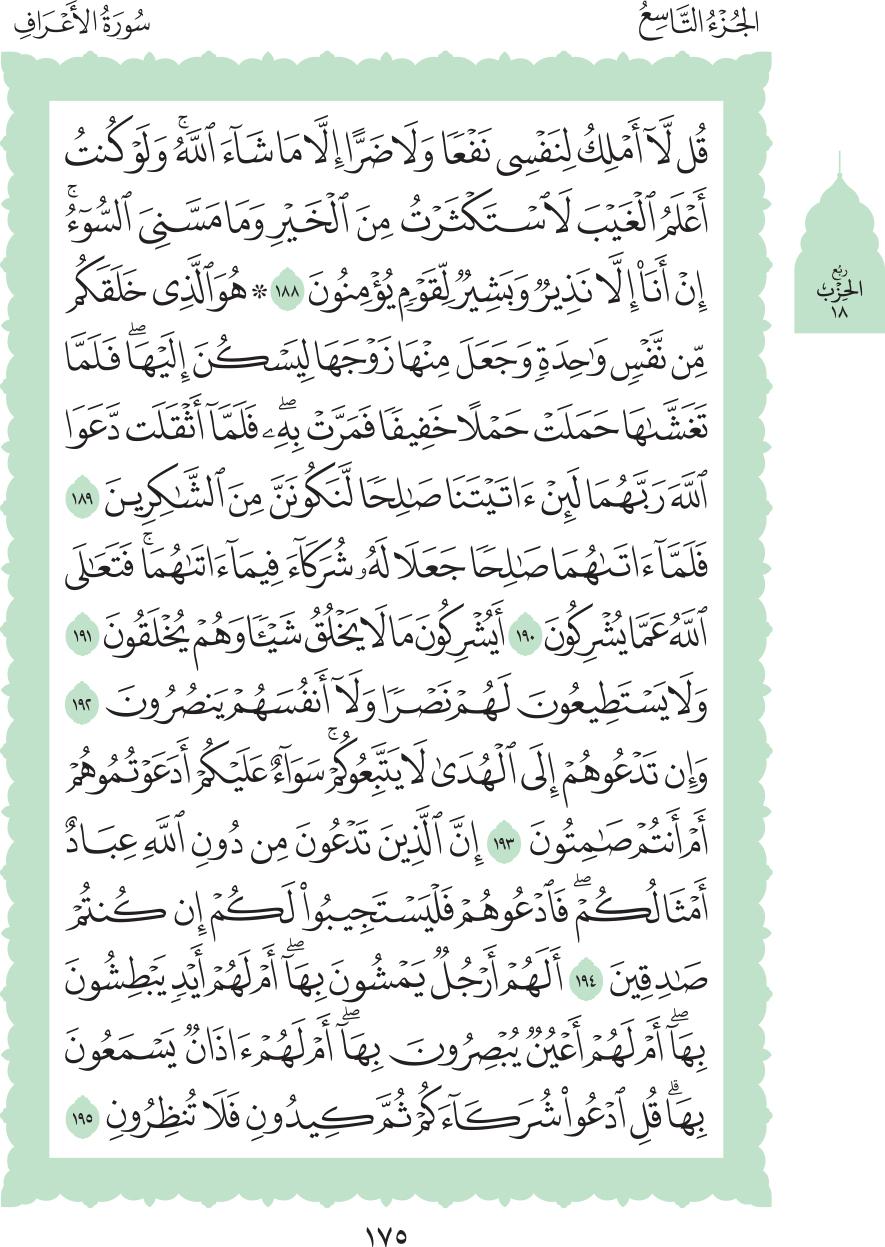 الجُزْءُ التَّاسِعُ
سُورَةُ الأَعْرَافِ
قُل لَّآ أَمْلِكُ لِنَفْسِى نَفْعًا وَلَا ضَرًّا إِلَّا مَا شَآءَ ٱللَّهُ ۚ وَلَوْ كُنتُ
أَعْلَمُ ٱلْغَيْبَ لَٱسْتَكْثَرْتُ مِنَ ٱلْخَيْرِ وَمَا مَسَّنِىَ ٱلسُّوٓءُ ۚ
إِنْ أَنَا۠ إِلَّا نَذِيرٌ وَبَشِيرٌ لِّقَوْمٍ يُؤْمِنُونَ ١٨٨ * هُوَ ٱلَّذِى خَلَقَكُم
مِّن نَّفْسٍ وَٰحِدَةٍ وَجَعَلَ مِنْهَا زَوْجَهَا لِيَسْكُنَ إِلَيْهَا ۖ فَلَمَّا
تَغَشَّىٰهَا حَمَلَتْ حَمْلًا خَفِيفًا فَمَرَّتْ بِهِۦ ۖ فَلَمَّآ أَثْقَلَت دَّعَوَا
ٱللَّهَ رَبَّهُمَا لَئِنْ ءَاتَيْتَنَا صَٰلِحًا لَّنَكُونَنَّ مِنَ ٱلشَّٰكِرِينَ ١٨٩
فَلَمَّآ ءَاتَىٰهُمَا صَٰلِحًا جَعَلَا لَهُۥ شُرَكَآءَ فِيمَآ ءَاتَىٰهُمَا ۚ فَتَعَٰلَى
ٱللَّهُ عَمَّا يُشْرِكُونَ ١٩٠ أَيُشْرِكُونَ مَا لَا يَخْلُقُ شَيْـًٔا وَهُمْ يُخْلَقُونَ ١٩١
وَلَا يَسْتَطِيعُونَ لَهُمْ نَصْرًا وَلَآ أَنفُسَهُمْ يَنصُرُونَ ١٩٢
وَإِن تَدْعُوهُمْ إِلَى ٱلْهُدَىٰ لَا يَتَّبِعُوكُمْ ۚ سَوَآءٌ عَلَيْكُمْ أَدَعَوْتُمُوهُمْ
أَمْ أَنتُمْ صَٰمِتُونَ ١٩٣ إِنَّ ٱلَّذِينَ تَدْعُونَ مِن دُونِ ٱللَّهِ عِبَادٌ
أَمْثَالُكُمْ ۖ فَٱدْعُوهُمْ فَلْيَسْتَجِيبُوا۟ لَكُمْ إِن كُنتُمْ
صَٰدِقِينَ ١٩٤ أَلَهُمْ أَرْجُلٌ يَمْشُونَ بِهَآ ۖ أَمْ لَهُمْ أَيْدٍ يَبْطِشُونَ
بِهَآ ۖ أَمْ لَهُمْ أَعْيُنٌ يُبْصِرُونَ بِهَآ ۖ أَمْ لَهُمْ ءَاذَانٌ يَسْمَعُونَ
بِهَا ۗ قُلِ ٱدْعُوا۟ شُرَكَآءَكُمْ ثُمَّ كِيدُونِ فَلَا تُنظِرُونِ ١٩٥
رُبْع
الحِزْبِ
١٨
١٧٥